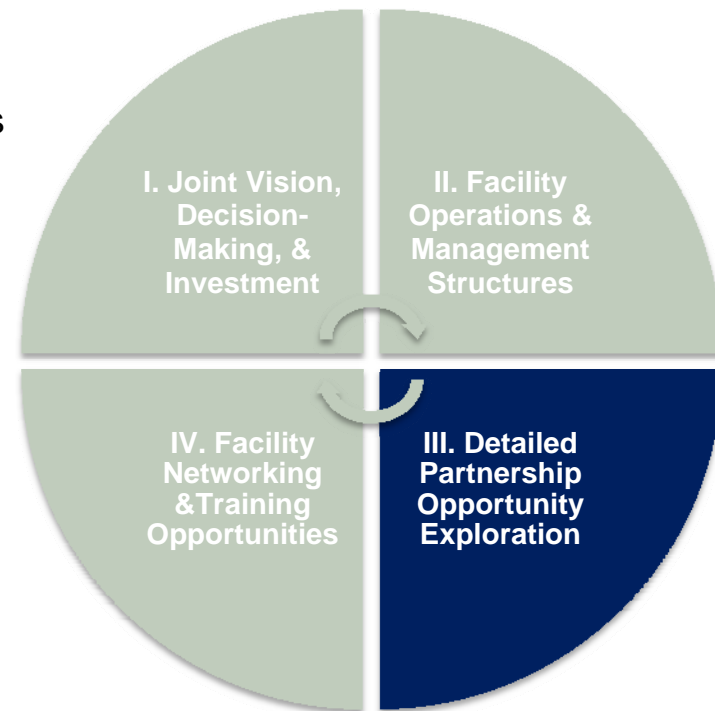 s
I. Joint Vision,
Decision-
Making, &
Investment
II. Facility
Operations &
Management
Structures
IV. Facility
Networking
&Training
Opportunities
III. Detailed
Partnership
Opportunity
Exploration